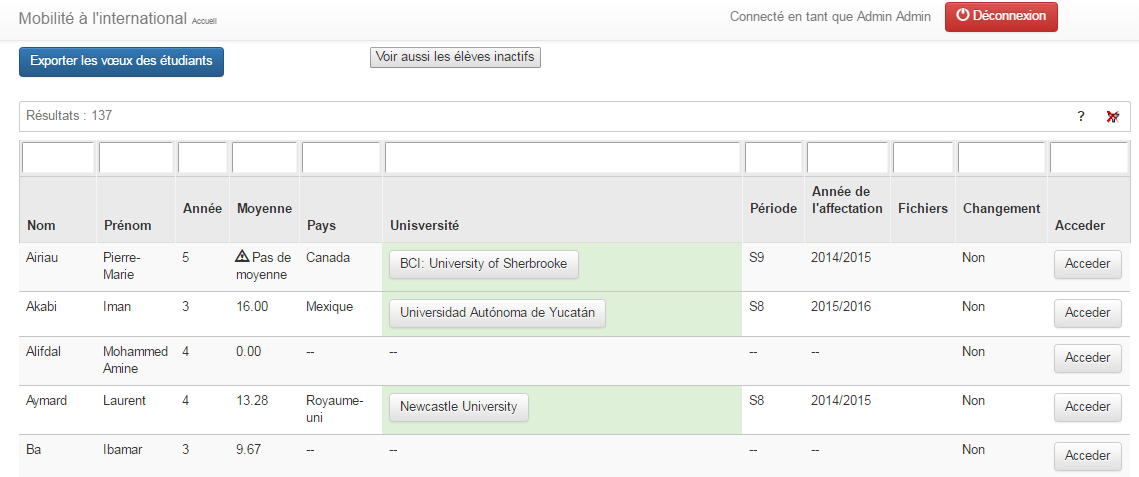 Mobilité à l'international Accueil
Connecté en tant que Admin Admin
Déconnexion
Exporter les vœux des étudiants
Voir aussi les élèves inactifs
Résultats : 137
?
Nom Prénom Année Moyenne Pays Unisversité Période Année de l'affectation Fichiers Changement Acceder
Airiau Pierre-Marie 5 Pas de moyenne Canada BCI: University of Sherbrooke S9 2014/2015 Non Acceder
Akabi Iman 3 16.00 Mexique Universidad Autónoma de Yucatán S8 2015/2016 Non Acceder
Alifdal Mohammed Amine 4 0.00 -- -- -- -- Non Acceder
Aymard Laurent 4 13.28 Royaume-uni Newcastle University S8 2014/2015 Non Acceder
Ba Ibamar 3 9.67 -- -- -- -- Non Acceder